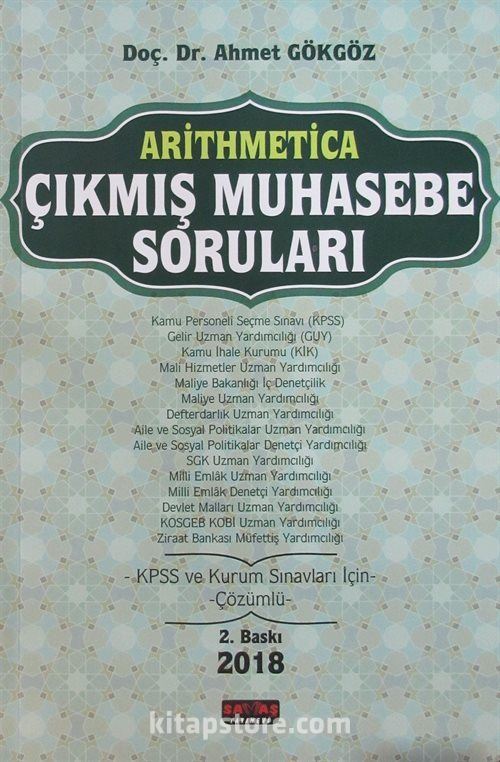 Doç. Dr. Ahmet GÖKGÖZ
ARİTHMETİCA
ÇIKMIŞ MUHASEBE
SORULARI
Kamu Personeli Seçme Sınavı (KPSS)
Gelir Uzman Yardımcılığı (GUY)
Kamu İhale Kurumu (KİK)
Mali Hizmetler Uzman Yardımcılığı
Maliye Bakanlığı İç Denetçilik
Maliye Uzman Yardımcılığı
Defterdarlık Uzman Yardımcılığı
Aile ve Sosyal Politikalar Uzman Yardımcılığı
Aile ve Sosyal Politikalar Denetçi Yardımcılığı
SGK Uzman Yardımcılığı
Milli Emlâk Uzman Yardımcılığı
Milli Emlâk Denetçi Yardımcılığı
Devlet Malları Uzman Yardımcılığı
KOSGEB KOBİ Uzman Yardımcılığı
Ziraat Bankası Müfettiş Yardımcılığı
- KPSS ve Kurum Sınavları İçin-
-Çözümlü-
2. Baskı
2018
SAVAŞ
YAYINEVİ
kitapstore.com